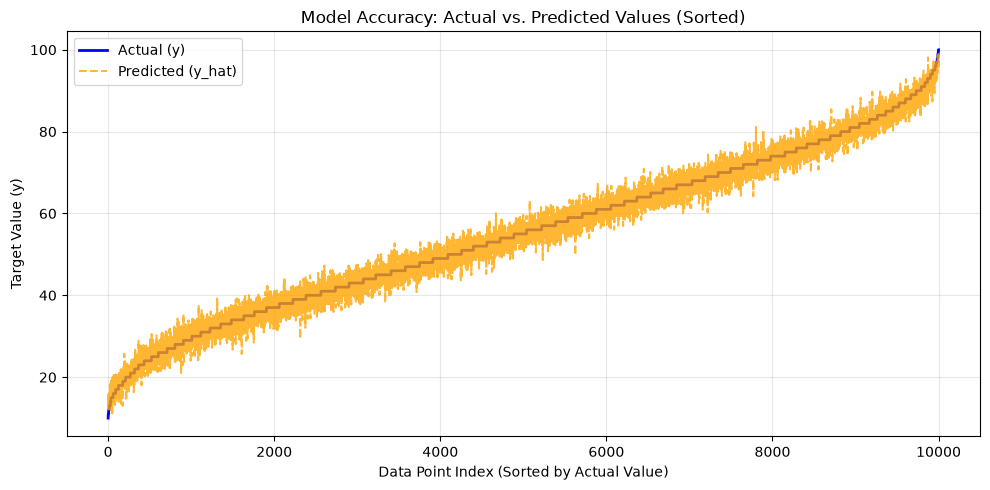 Model Accuracy: Actual vs. Predicted Values (Sorted)
Actual (y)
Predicted (y_hat)
Target Value (y)
100
80
60
40
20
0 2000 4000 6000 8000 10000
Data Point Index (Sorted by Actual Value)